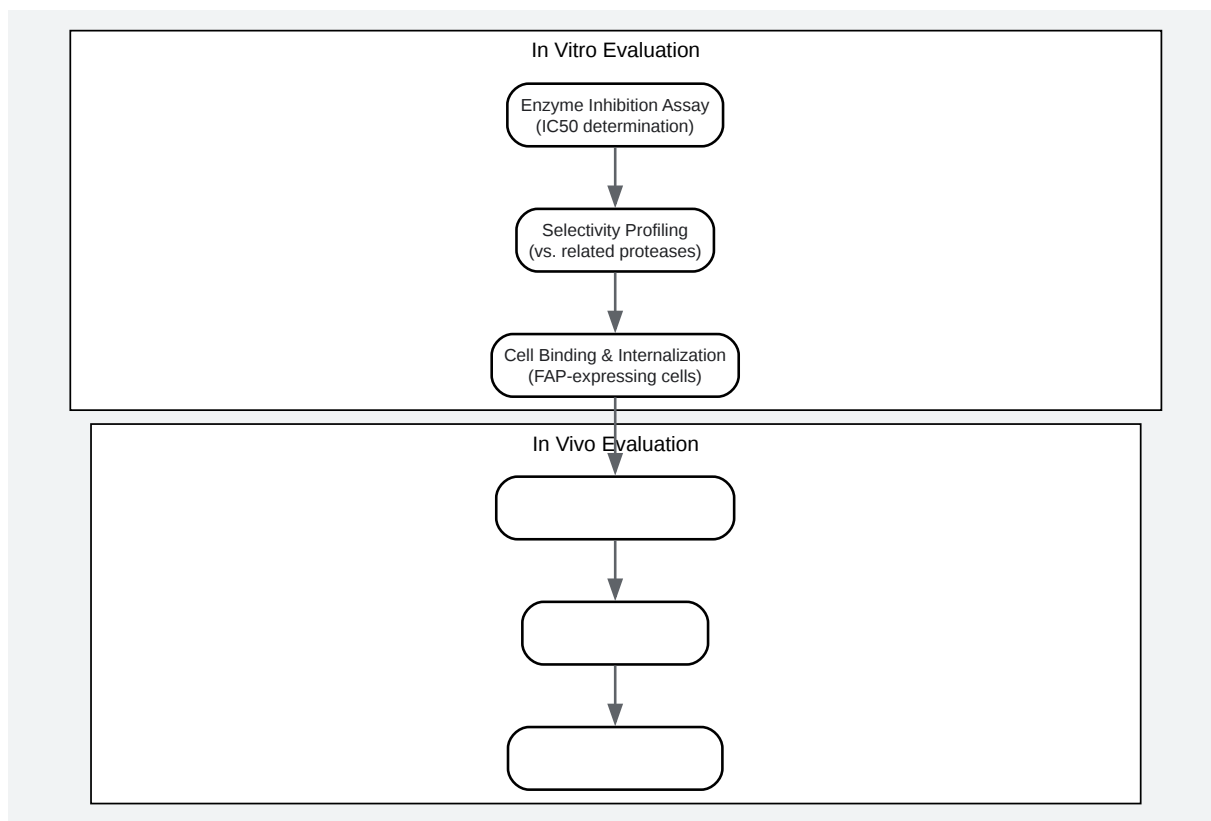 In Vitro Evaluation
Enzyme Inhibition Assay
(IC50 determination)
Selectivity Profiling
(vs. related proteases)
Cell Binding & Internalization
(FAP-expressing cells)
In Vivo Evaluation